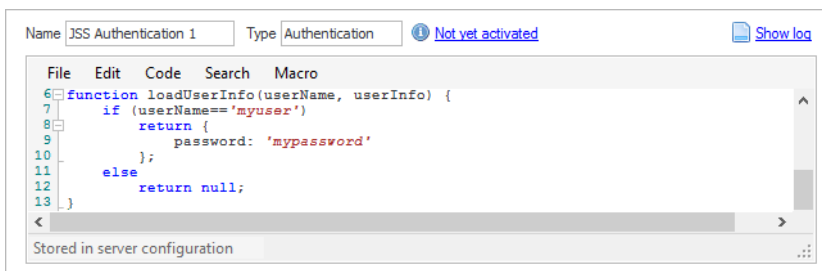 Name JSS Authentication 1 Type Authentication Not yet activated Show log
File Edit Code Search Macro
6 function loadUserInfo(userName, userInfo) {
7 if (userName=='myuser')
8 return {
9 password: 'mypassword'
10 };
11 else
12 return null;
13 }
Stored in server configuration